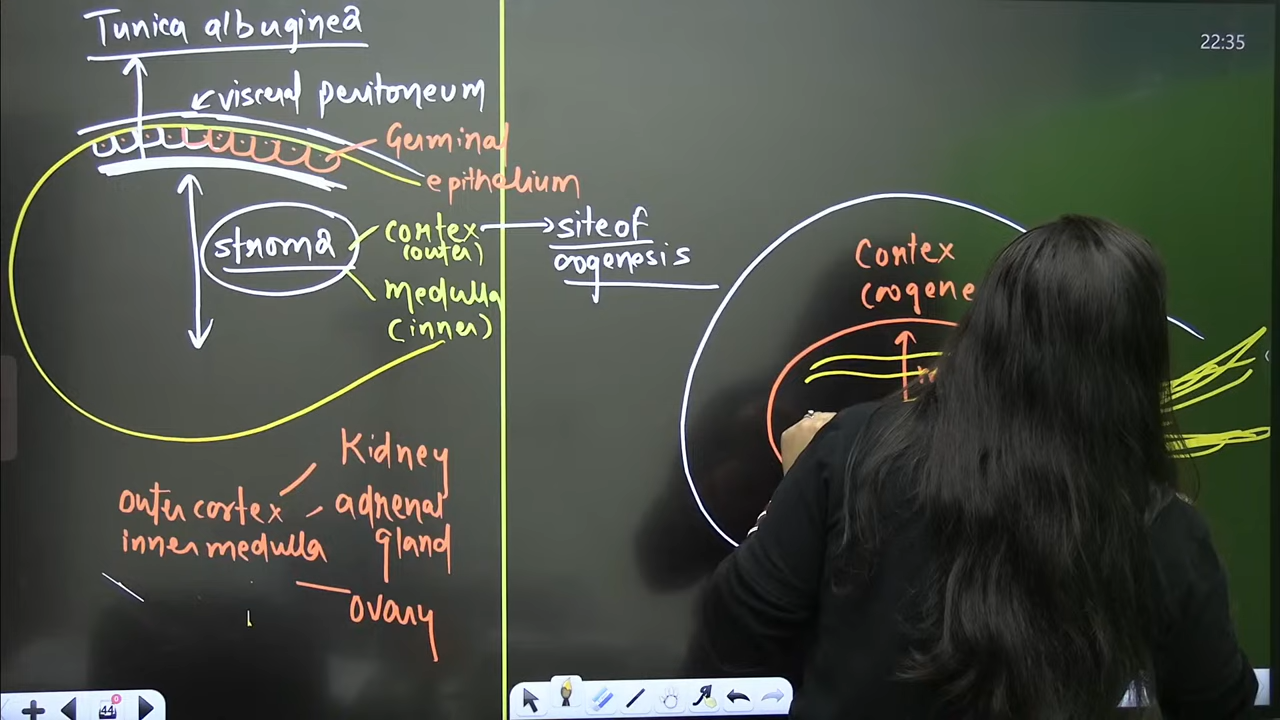 Tunica albuginea
visceral peritoneum
Germinal
epithelium
stroma
cortex
(outer)
medulla
(inner)
site of
oogenesis
Kidney
outer cortex
inner medulla
adrenal
gland
ovary
22:35
Cortex
44